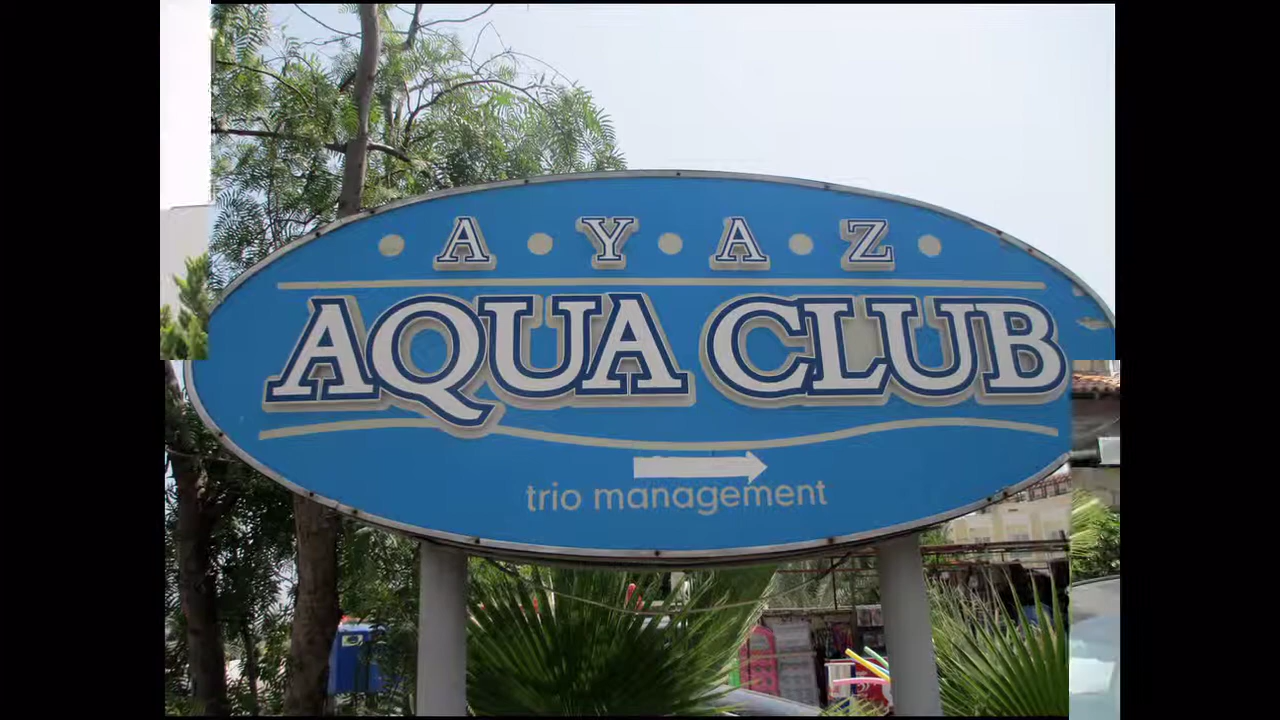 • A • Y • A • Z •
AQUA CLUB
trio management